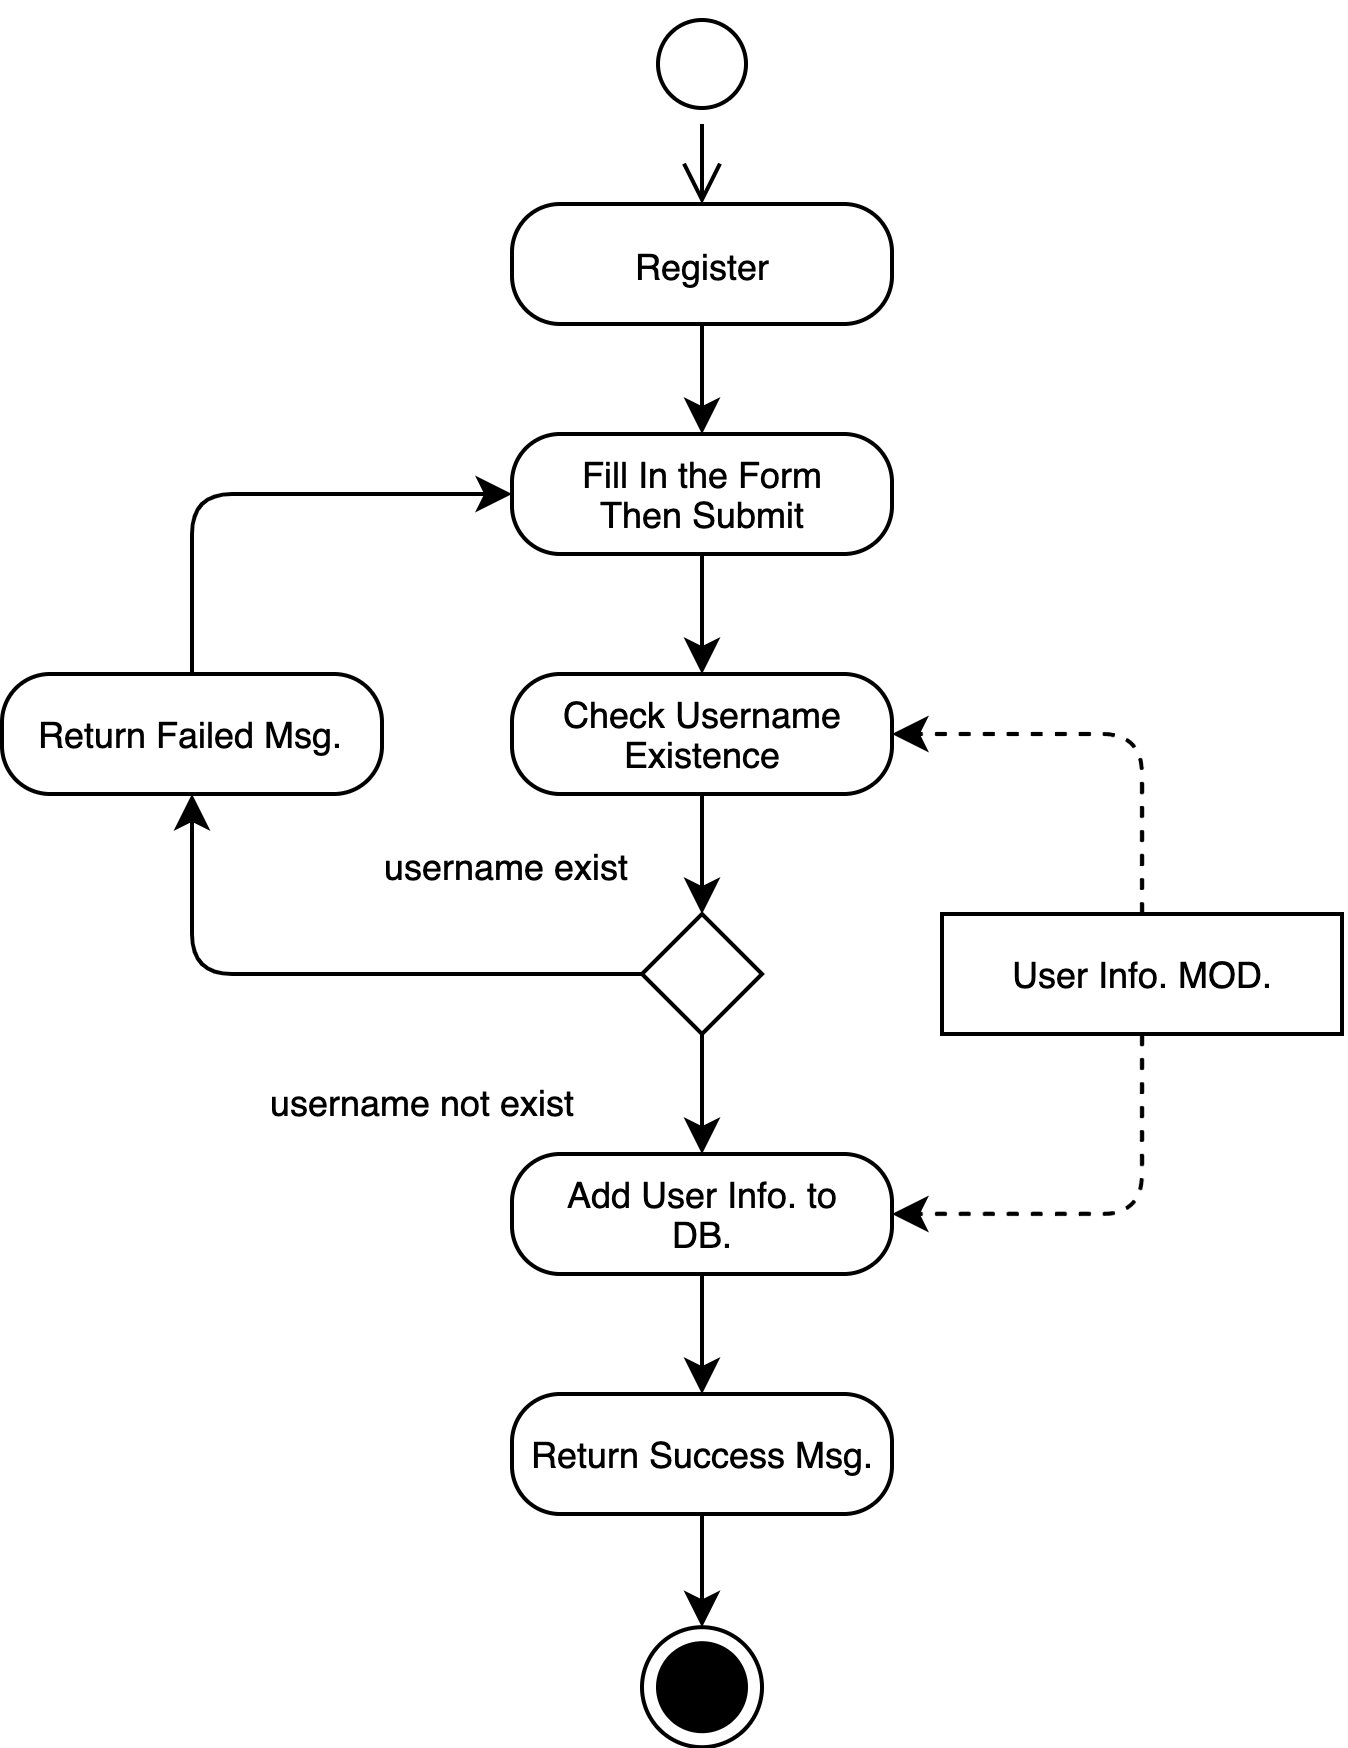 Register
Fill In the Form
Then Submit
Return Failed Msg.
Check Username
Existence
username exist
User Info. MOD.
username not exist
Add User Info. to
DB.
Return Success Msg.